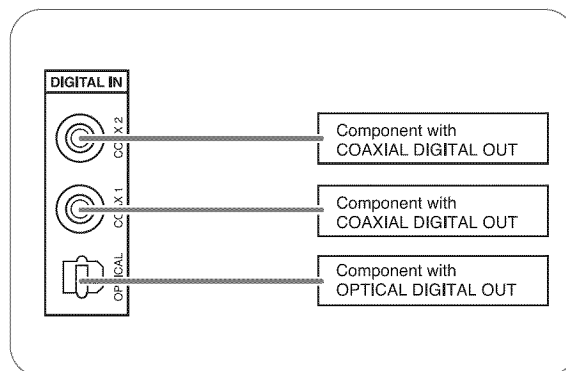 DIGITAL IN
COAX 2
Component with
COAXIAL DIGITAL OUT
COAX 1
Component with
COAXIAL DIGITAL OUT
OPTICAL
Component with
OPTICAL DIGITAL OUT